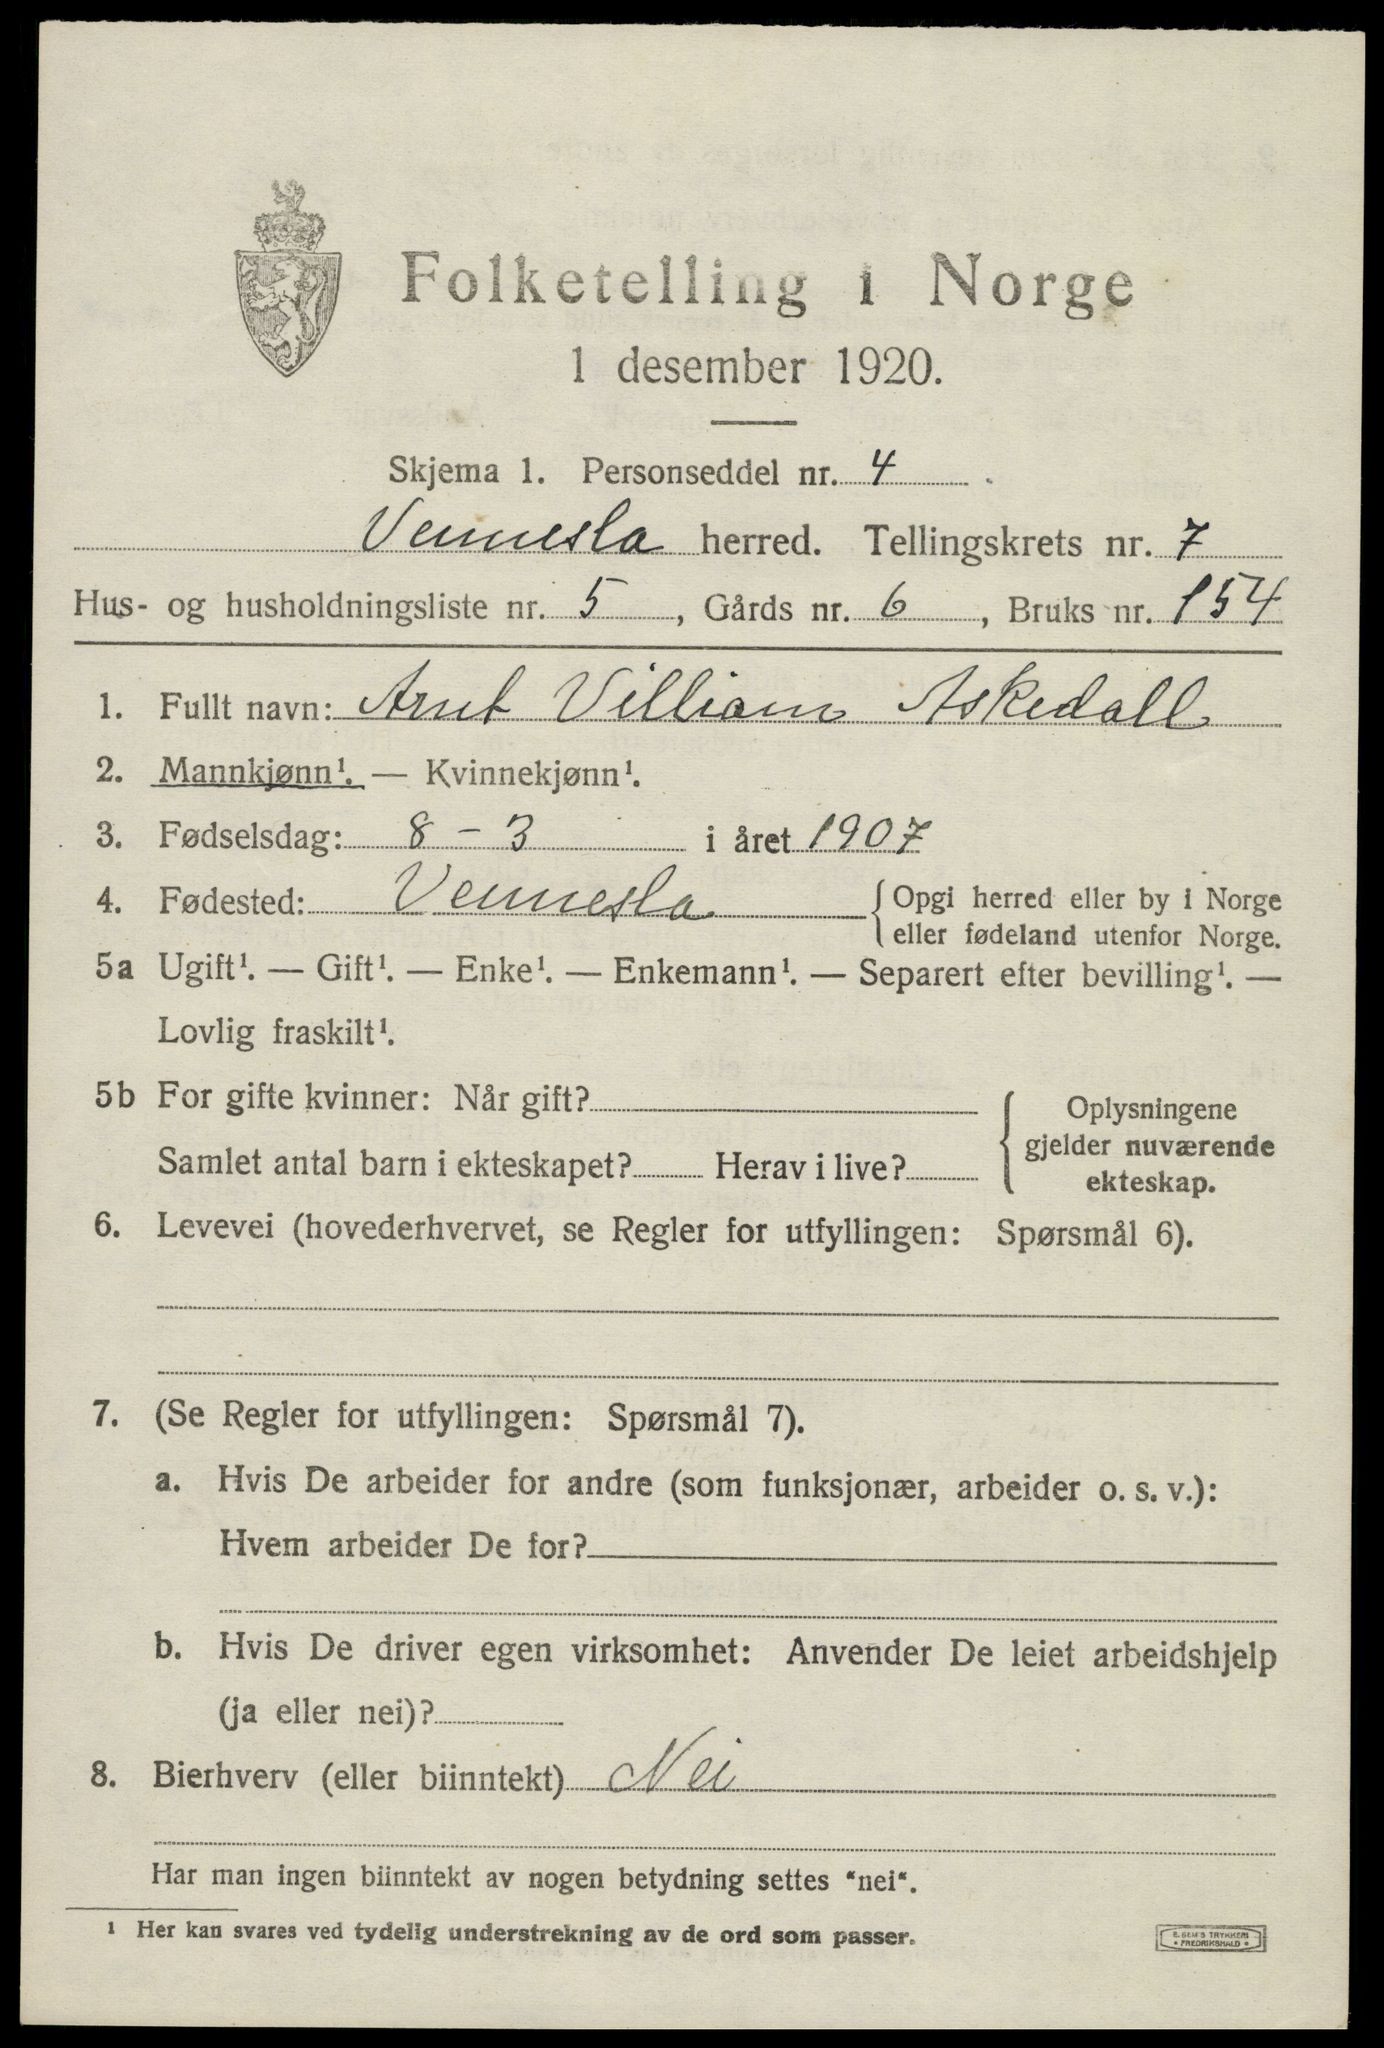 Folketelling i Norge
1 desember 1920.
Skjema 1. Personseddel nr. 4
Vennesla herred. Tellingskrets nr. 7
Hus- og husholdningsliste nr. 5, Gårds nr. 6, Bruks nr. 154
1. Fullt navn: Arnt Villiam Askedall
2. Mannkjønn¹. — Kvinnekjønn¹.
3. Fødselsdag: 8 - 3 i året 1907
4. Fødested: Vennesla {Opgi herred eller by i Norge
eller fødeland utenfor Norge.
5a Ugift¹. — Gift¹. — Enke¹. — Enkemann¹. — Separert efter bevilling¹. —
Lovlig fraskilt¹.
5b For gifte kvinner: Når gift?
Samlet antal barn i ekteskapet? Herav i live?
{ Oplysningene
gjelder nuværende
ekteskap.
6. Levevei (hovederhvervet, se Regler for utfyllingen: Spørsmål 6).
7. (Se Regler for utfyllingen: Spørsmål 7).
a. Hvis De arbeider for andre (som funksjonær, arbeider o. s. v.):
Hvem arbeider De for?
b. Hvis De driver egen virksomhet: Anvender De leiet arbeidshjelp
(ja eller nei)?
8. Bierhverv (eller biinntekt) Nei
Har man ingen biinntekt av nogen betydning settes "nei".
¹ Her kan svares ved tydelig understrekning av de ord som passer.
E. SEM'S TRYKKERI
• FREDRIKSHALD •